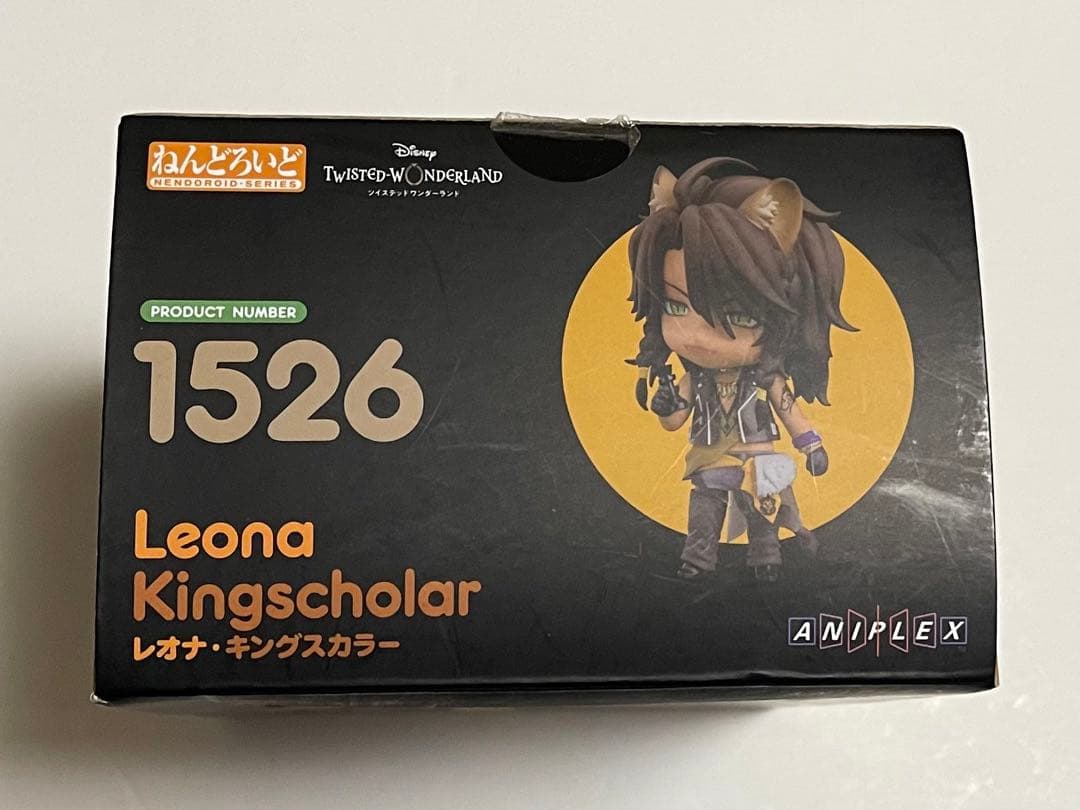 ねんどろいど
NENDOROID·SERIES
Disney
TWISTED-WONDERLAND
ツイステッドワンダーランド
PRODUCT NUMBER
1526
Leona
Kingscholar
レオナ・キングスカラー
ANIPLEX